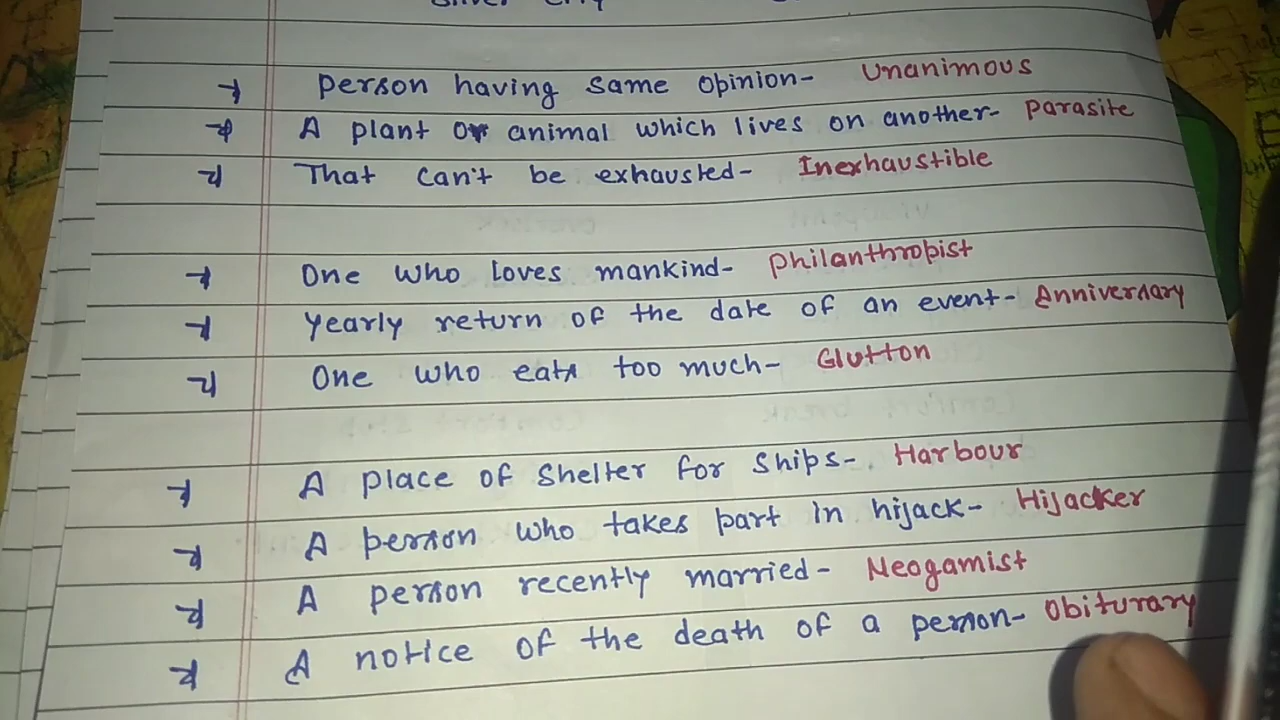 Silver City
person having same opinion- Unanimous
A plant or animal which lives on another- parasite
That can't be exhausted- Inexhaustible
One who loves mankind- philanthropist
Yearly return of the date of an event- Anniversary
One who eats too much- Glutton
A place of shelter for ships- Harbour
A person who takes part in hijack- Hijacker
A person recently married- Neogamist
A notice of the death of a person- Obiturary